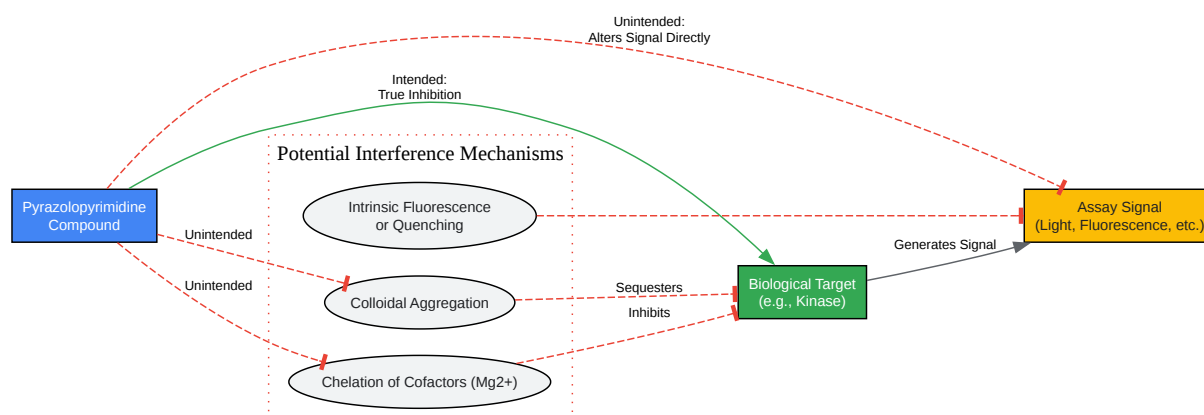 Unintended:
Alters Signal Directly
Intended:
True Inhibition
Potential Interference Mechanisms
Pyrazolopyrimidine
Compound
Intrinsic Fluorescence
or Quenching
Assay Signal
(Light, Fluorescence, etc.)
Unintended
Generates Signal
Unintended
Colloidal Aggregation
Sequesters
Biological Target
(e.g., Kinase)
Inhibits
Chelation of Cofactors (Mg2+)